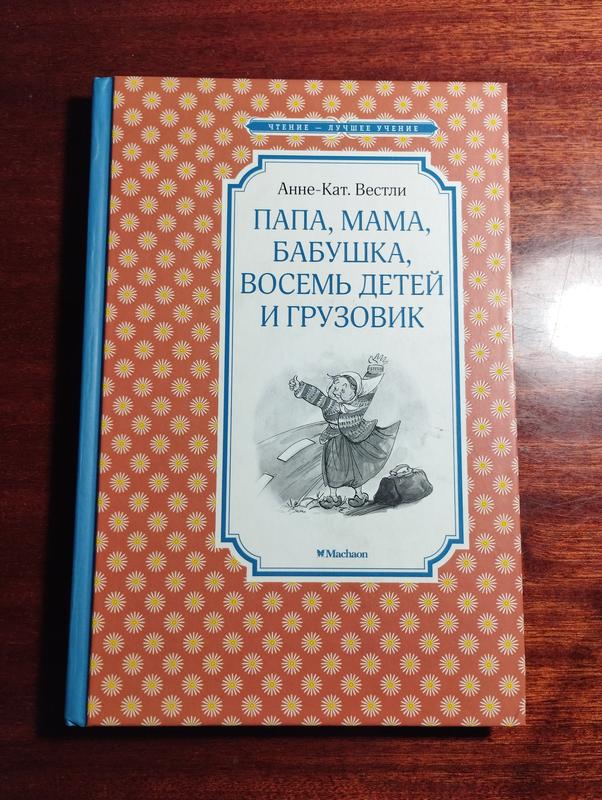 ЧТЕНИЕ – ЛУЧШЕЕ УЧЕНИЕ
Анне-Кат. Вестли
ПАПА, МАМА,
БАБУШКА,
ВОСЕМЬ ДЕТЕЙ
И ГРУЗОВИК
Machaon